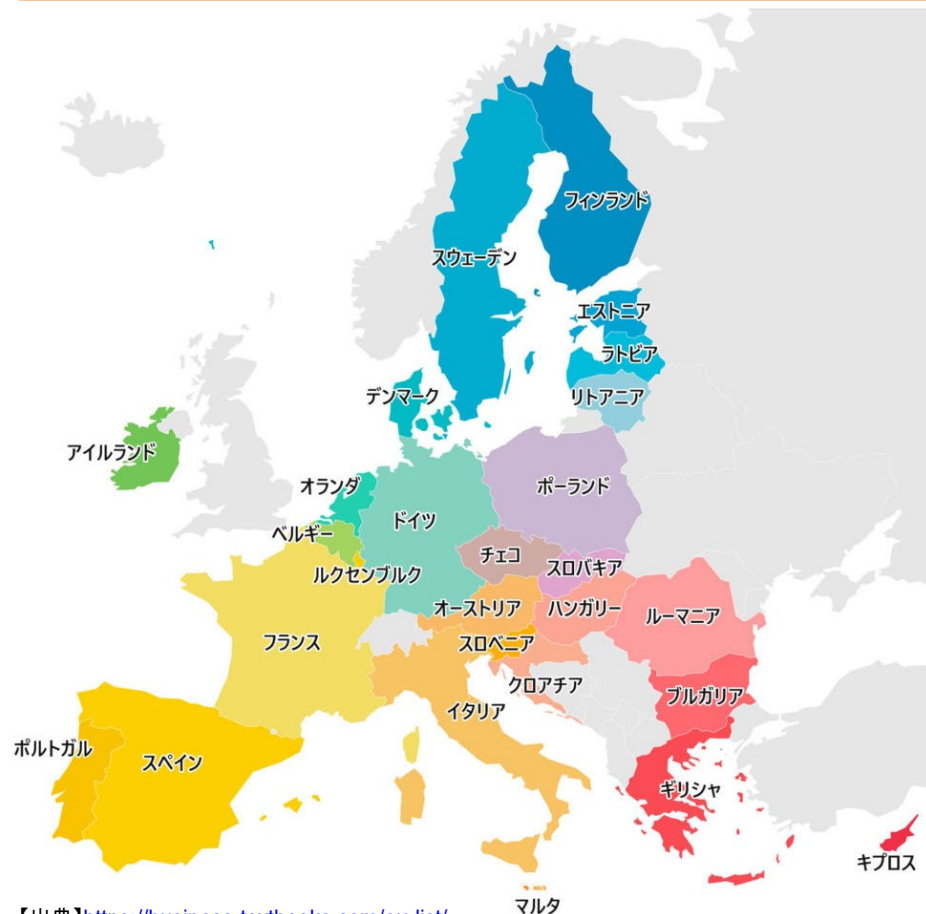 フィンランド
スウェーデン
エストニア
ラトビア
リトアニア
デンマーク
アイルランド
オランダ
ポーランド
ドイツ
ベルギー
チェコ
スロバキア
ルクセンブルク
オーストリア
ハンガリー
ルーマニア
フランス
スロベニア
クロアチア
ブルガリア
イタリア
ポルトガル
スペイン
ギリシャ
キプロス
マルタ
【出典】https://business-textbooks.com/eu-list/